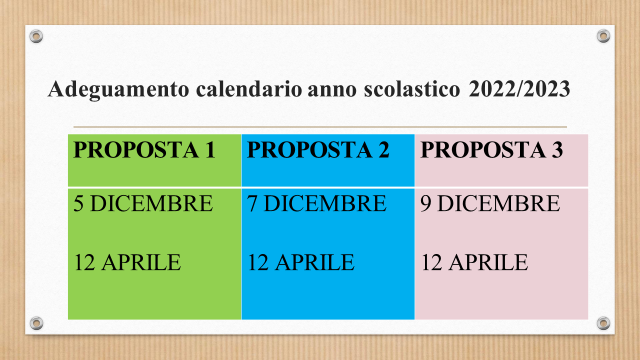 Adeguamento calendario anno scolastico 2022/2023
PROPOSTA 1 PROPOSTA 2 PROPOSTA 3
5 DICEMBRE 7 DICEMBRE 9 DICEMBRE
12 APRILE 12 APRILE 12 APRILE